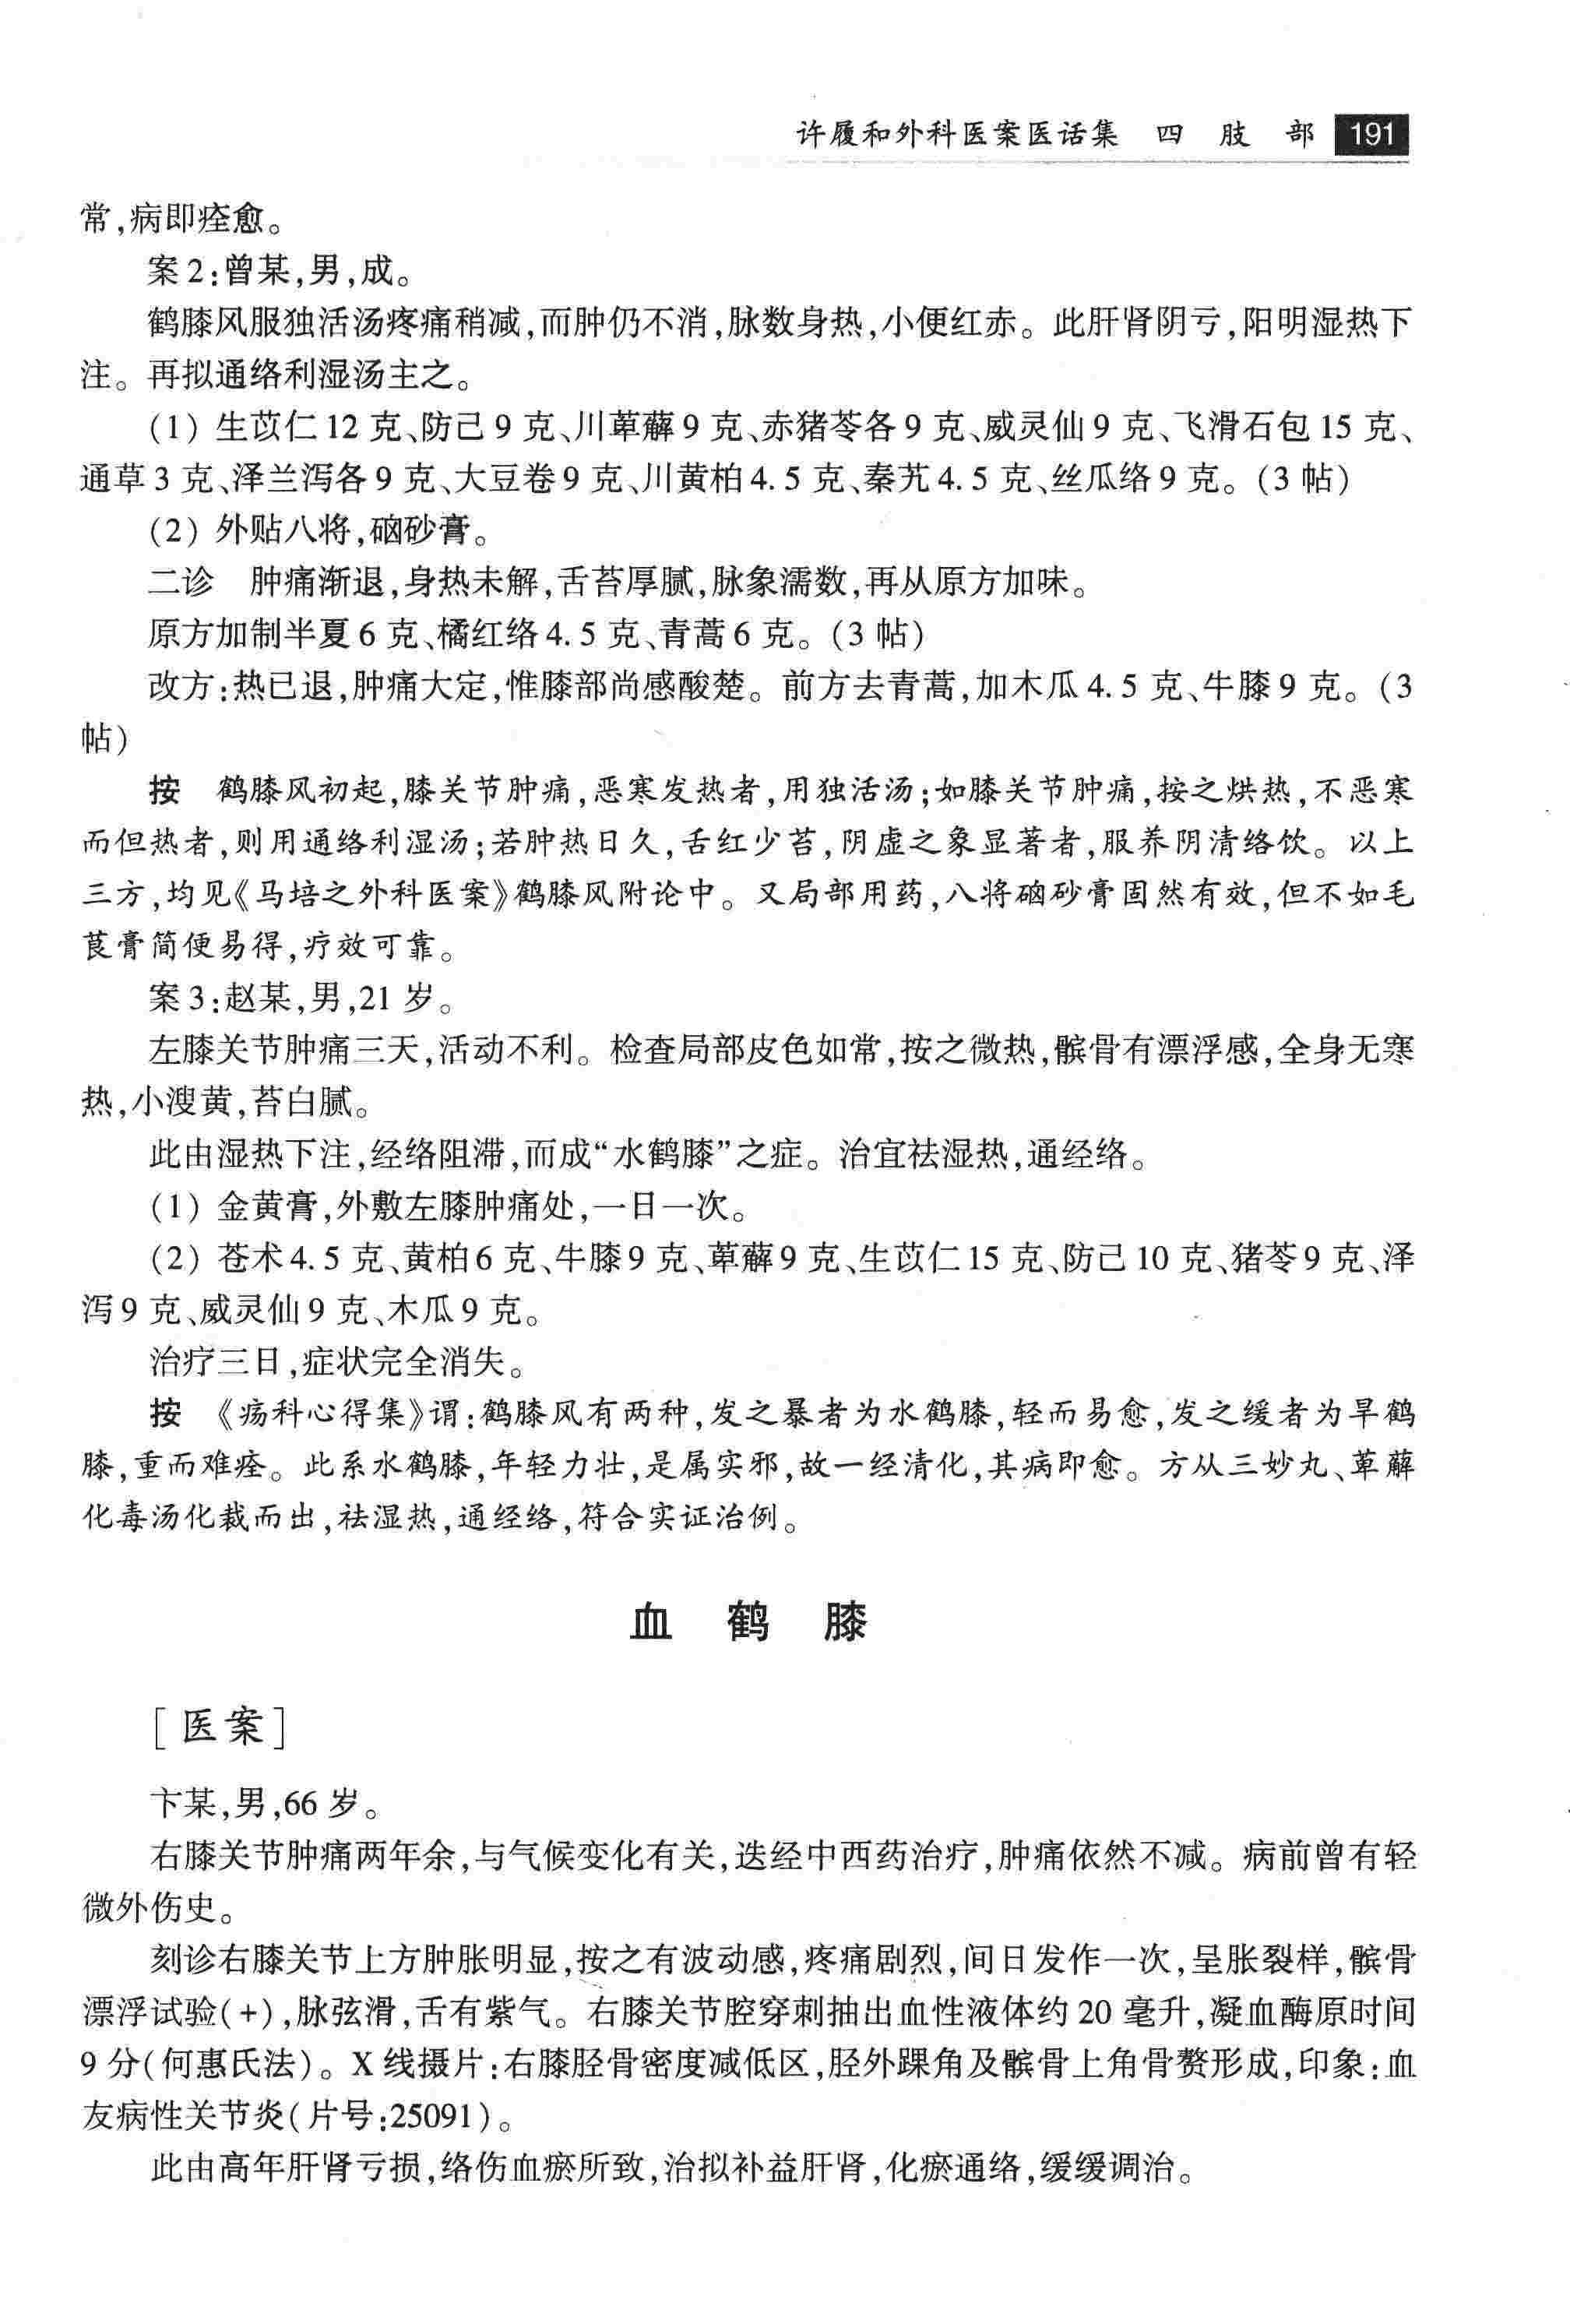 许履和外科医案医话集 四 肢 部 191
常,病即痊愈。
案2:曾某,男,成。
鹤膝风服独活汤疼痛稍减,而肿仍不消,脉数身热,小便红赤。此肝肾阴亏,阳明湿热下
注。再拟通络利湿汤主之。
(1) 生苡仁12克、防己9克、川萆薢9克、赤猪苓各9克、威灵仙9克、飞滑石包15克、
通草3克、泽兰泻各9克、大豆卷9克、川黄柏4.5克、秦艽4.5克、丝瓜络9克。(3帖)
(2) 外贴八将,硇砂膏。
二诊 肿痛渐退,身热未解,舌苔厚腻,脉象濡数,再从原方加味。
原方加制半夏6克、橘红络4.5克、青蒿6克。(3帖)
改方:热已退,肿痛大定,惟膝部尚感酸楚。前方去青蒿,加木瓜4.5克、牛膝9克。(3
帖)
按 鹤膝风初起,膝关节肿痛,恶寒发热者,用独活汤;如膝关节肿痛,按之烘热,不恶寒
而但热者,则用通络利湿汤;若肿热日久,舌红少苔,阴虚之象显著者,服养阴清络饮。以上
三方,均见《马培之外科医案》鹤膝风附论中。又局部用药,八将硇砂膏固然有效,但不如毛
茛膏简便易得,疗效可靠。
案3:赵某,男,21岁。
左膝关节肿痛三天,活动不利。检查局部皮色如常,按之微热,髌骨有漂浮感,全身无寒
热,小溲黄,苔白腻。
此由湿热下注,经络阻滞,而成“水鹤膝”之症。治宜祛湿热,通经络。
(1) 金黄膏,外敷左膝肿痛处,一日一次。
(2) 苍术4.5克、黄柏6克、牛膝9克、萆薢9克、生苡仁15克、防己10克、猪苓9克、泽
泻9克、威灵仙9克、木瓜9克。
治疗三日,症状完全消失。
按 《疡科心得集》谓:鹤膝风有两种,发之暴者为水鹤膝,轻而易愈,发之缓者为旱鹤
膝,重而难痊。此系水鹤膝,年轻力壮,是属实邪,故一经清化,其病即愈。方从三妙丸、萆薢
化毒汤化裁而出,祛湿热,通经络,符合实证治例。
血 鹤 膝
[医案]
卞某,男,66岁。
右膝关节肿痛两年余,与气候变化有关,迭经中西药治疗,肿痛依然不减。病前曾有轻
微外伤史。
刻诊右膝关节上方肿胀明显,按之有波动感,疼痛剧烈,间日发作一次,呈胀裂样,髌骨
漂浮试验(+),脉弦滑,舌有紫气。右膝关节腔穿刺抽出血性液体约20毫升,凝血酶原时间
9分(何惠氏法)。X线摄片:右膝胫骨密度减低区,胫外踝角及髌骨上角骨赘形成,印象:血
友病性关节炎(片号:25091)。
此由高年肝肾亏损,络伤血瘀所致,治拟补益肝肾,化瘀通络,缓缓调治。